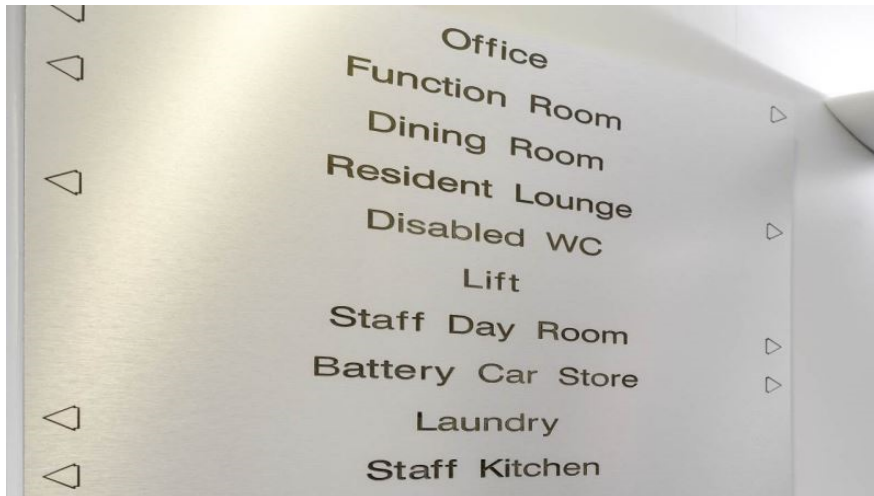 Office
Function Room
Dining Room
Resident Lounge
Disabled WC
Lift
Staff Day Room
Battery Car Store
Laundry
Staff Kitchen